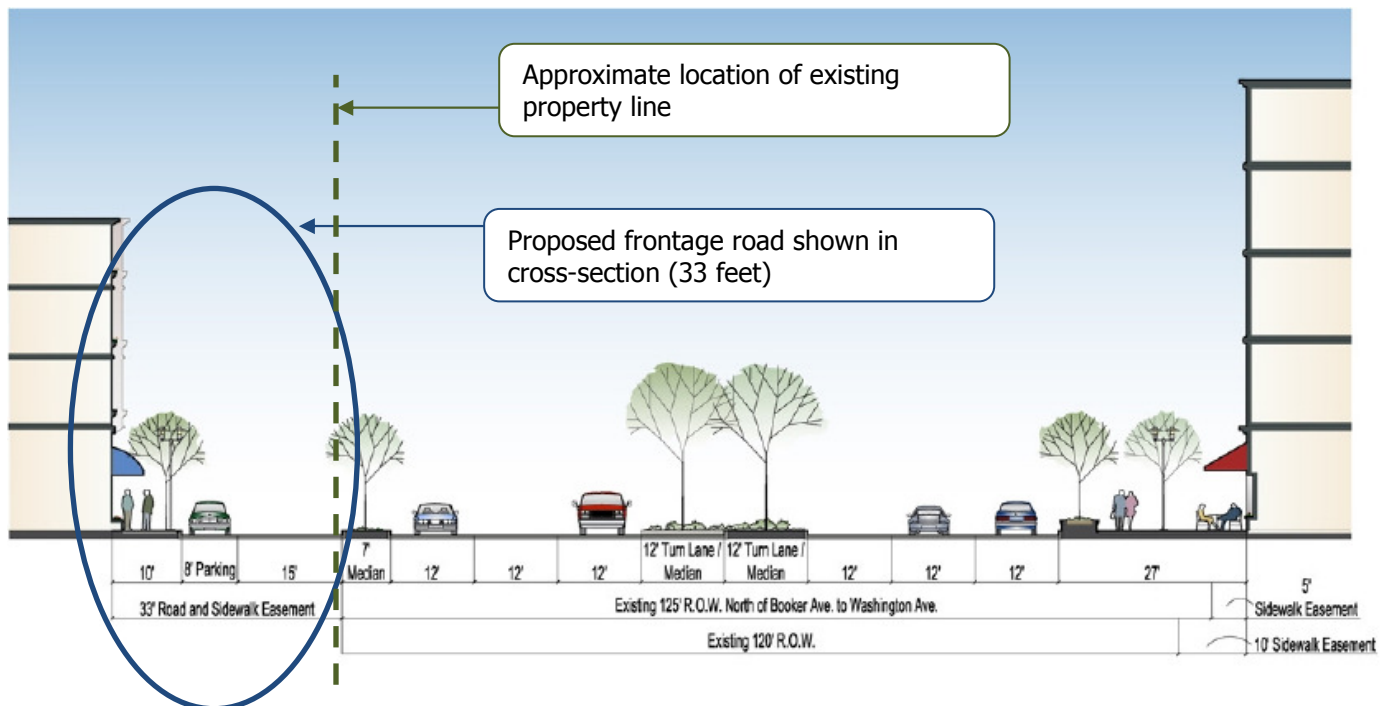 Approximate location of existing
property line
Proposed frontage road shown in
cross-section (33 feet)
10'
8' Parking
15'
7'
Median
12'
12'
12'
12' Turn Lane /
Median
12' Turn Lane /
Median
12'
12'
12'
27'
33' Road and Sidewalk Easement
Existing 125' R.O.W. North of Booker Ave. to Washington Ave.
5'
Sidewalk Easement
Existing 120' R.O.W.
10' Sidewalk Easement